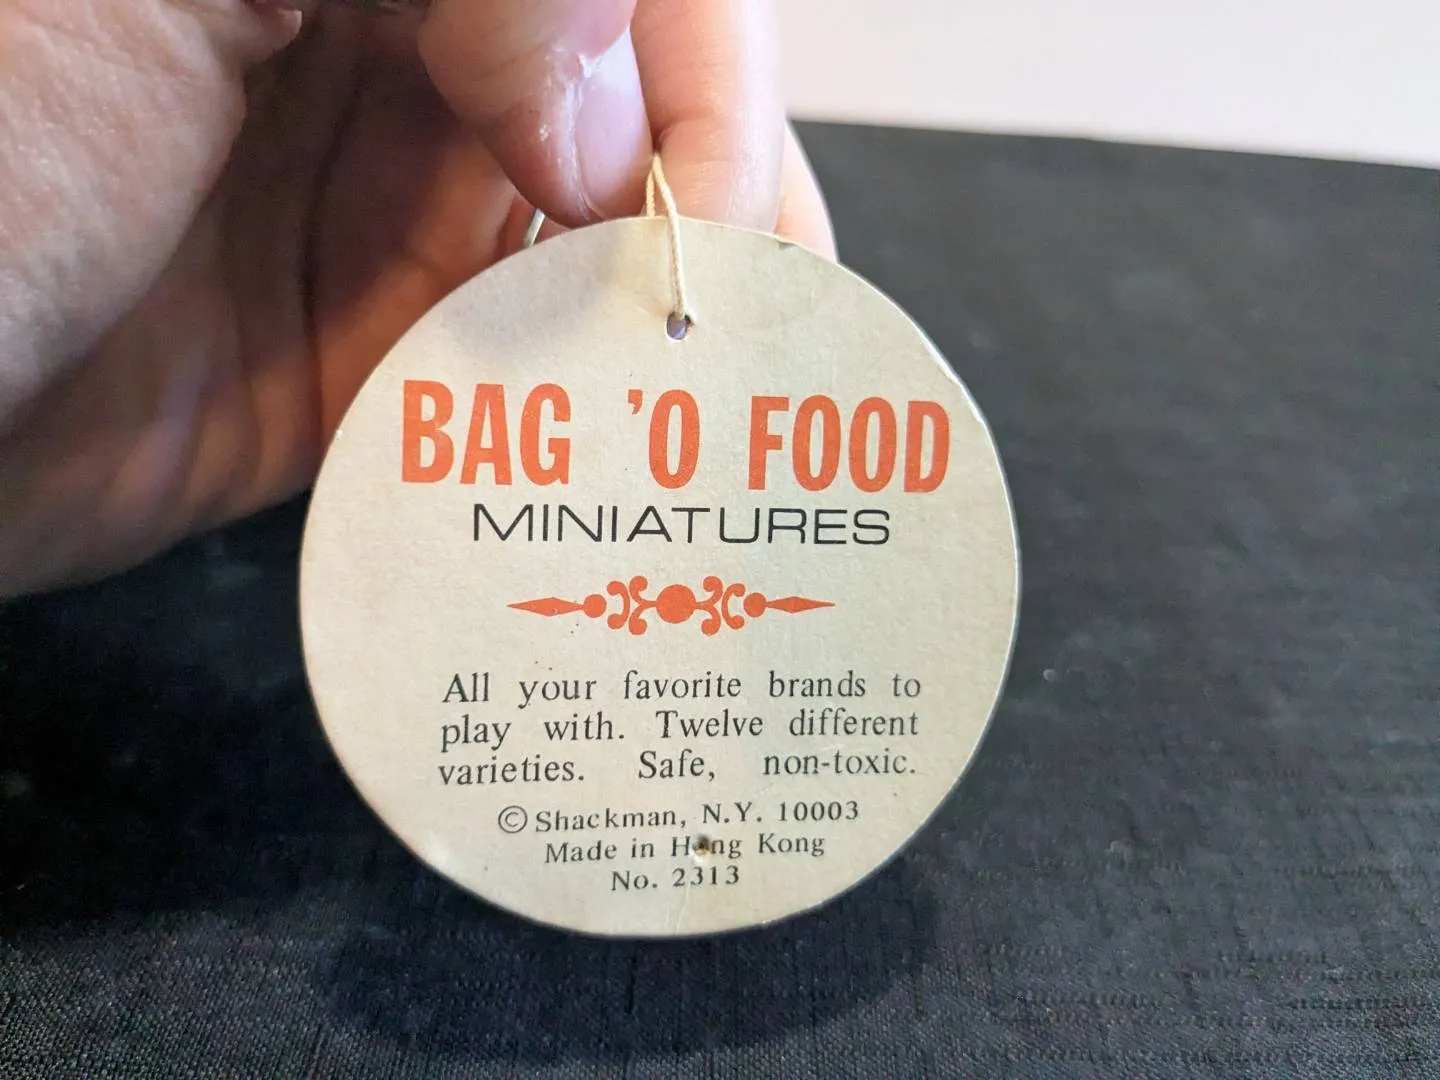 BAG 'O FOOD
MINIATURES
All your favorite brands to
play with. Twelve different
varieties. Safe, non-toxic.
© Shackman, N.Y. 10003
Made in Hong Kong
No. 2313